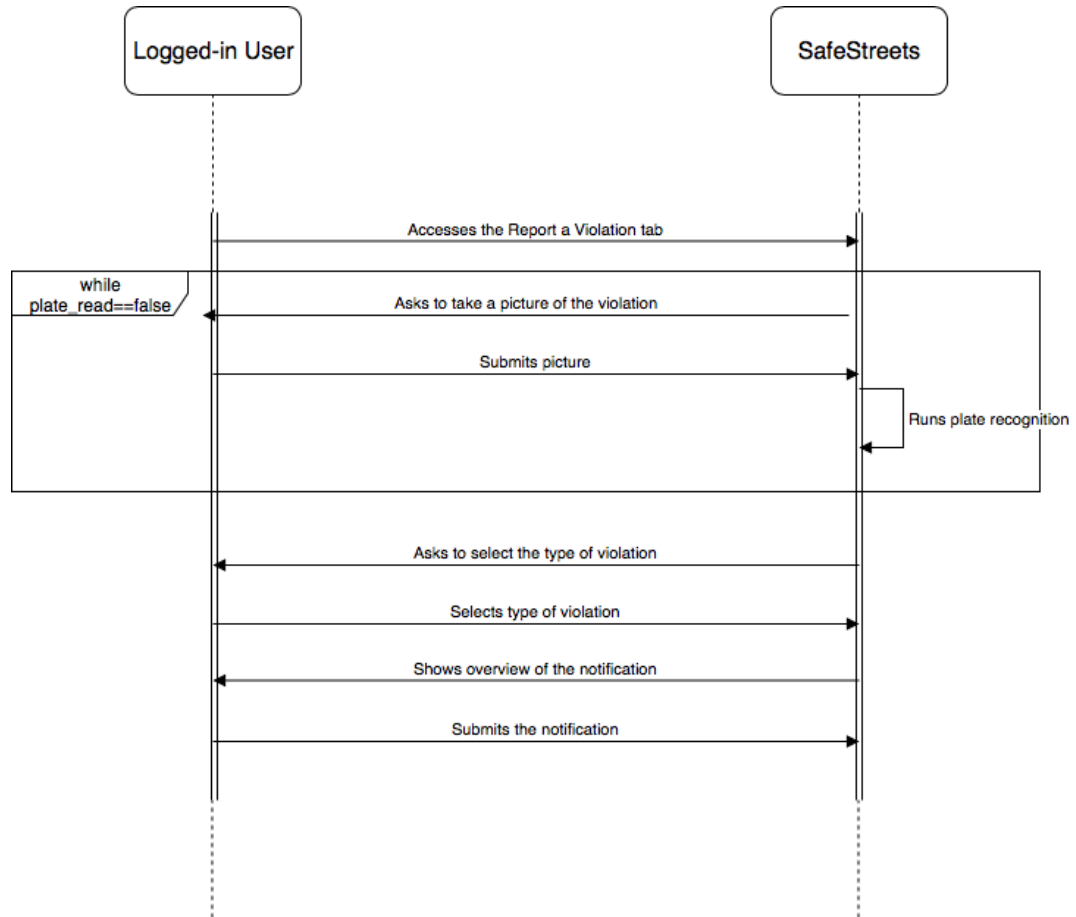 Logged-in User
SafeStreets
Accesses the Report a Violation tab
while
plate_read==false
Asks to take a picture of the violation
Submits picture
Runs plate recognition
Asks to select the type of violation
Selects type of violation
Shows overview of the notification
Submits the notification